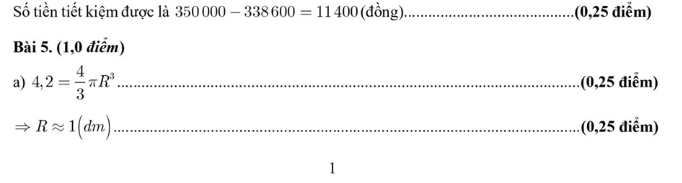 Số tiền tiết kiệm được là 350 000 − 338 600 = 11 400 (đồng)..........(0,25 điểm)
Bài 5. (1,0 điểm)
a) 4,2 = 4/3 πR³..........(0,25 điểm)
⇒ R ≈ 1(dm)..........(0,25 điểm)
1